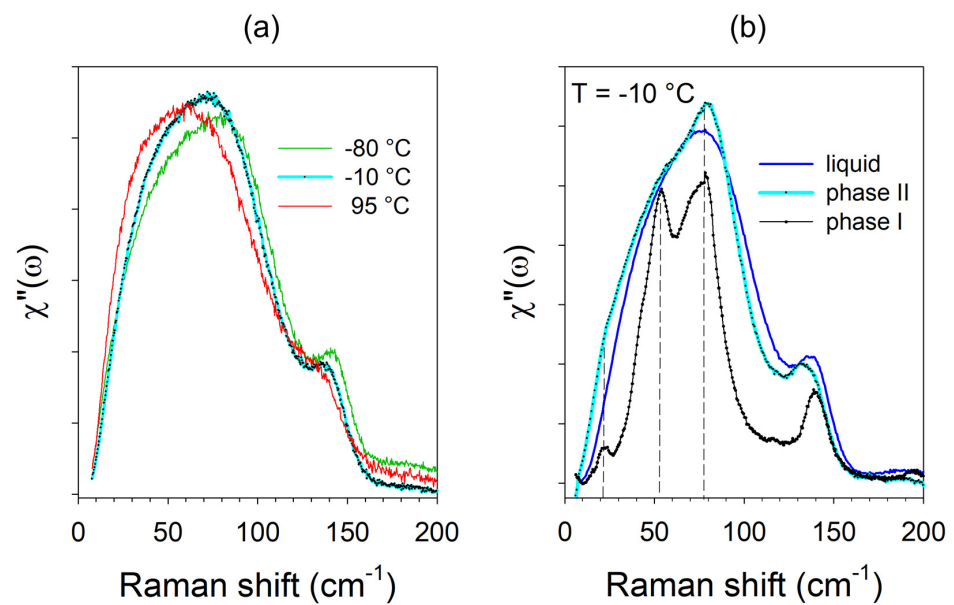 (a)
χ"(ω)
-80 °C
-10 °C
95 °C
0 50 100 150 200
Raman shift (cm-1)
(b)
T = -10 °C
χ"(ω)
liquid
phase II
phase I
0 50 100 150 200
Raman shift (cm-1)